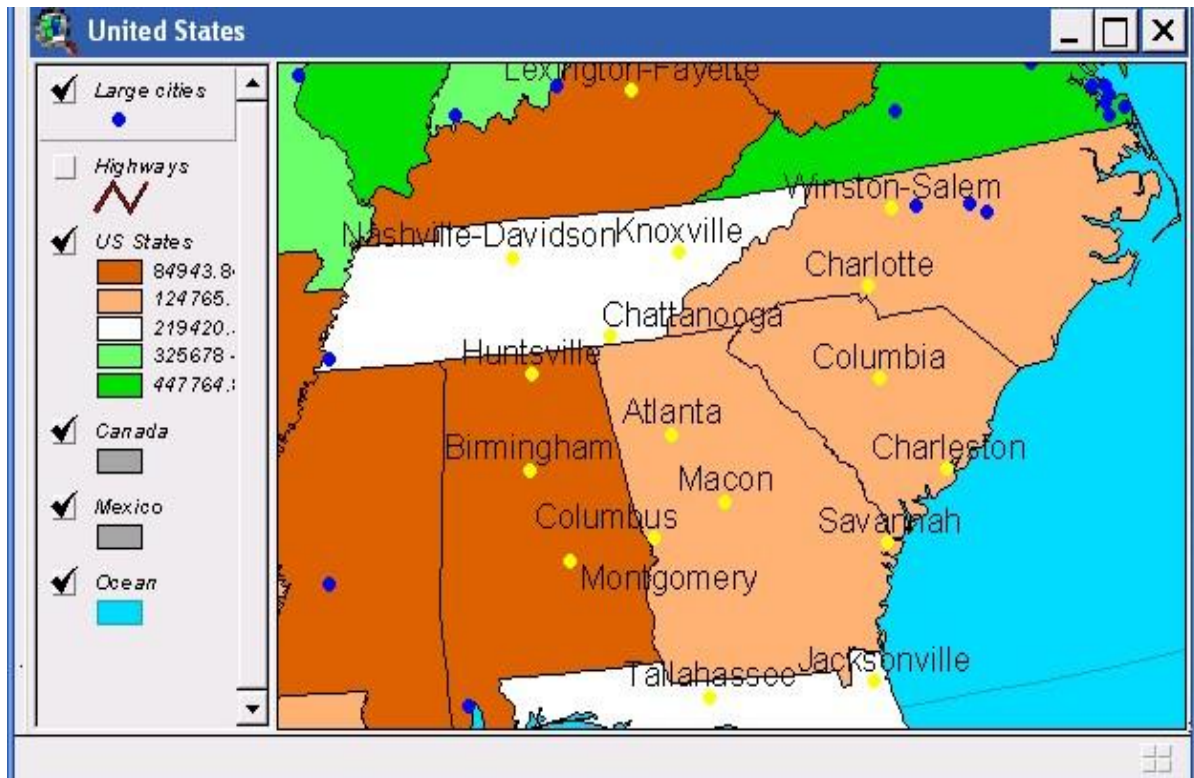 United States
Large cities
Highways
US States
84943.8
124765.
219420.
325678 -
447764.
Canada
Mexico
Ocean
Lexington-Fayette
Winston-Salem
Nashville-Davidson
Knoxville
Charlotte
Chattanooga
Huntsville
Columbia
Atlanta
Birmingham
Charleston
Macon
Columbus
Savannah
Montgomery
Jacksonville
Tallahassee